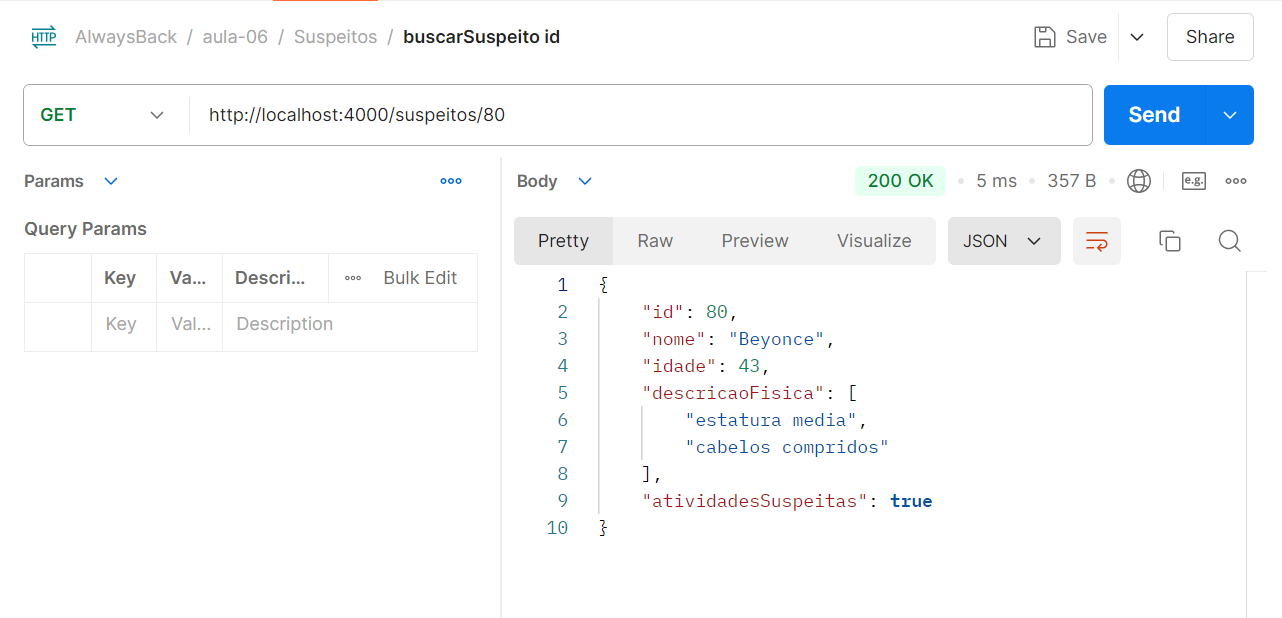 HTTP AlwaysBack / aula-06 / Suspeitos / buscarSuspeito id
Save
Share
GET
http://localhost:4000/suspeitos/80
Send
Params
Query Params
Key Va... Descri... Bulk Edit
Key Val... Description
Body
200 OK • 5 ms • 357 B •
e.g.
Pretty Raw Preview Visualize JSON
1 {
2 "id": 80,
3 "nome": "Beyonce",
4 "idade": 43,
5 "descricaoFisica": [
6 "estatura media",
7 "cabelos compridos"
8 ],
9 "atividadesSuspeitas": true
10 }